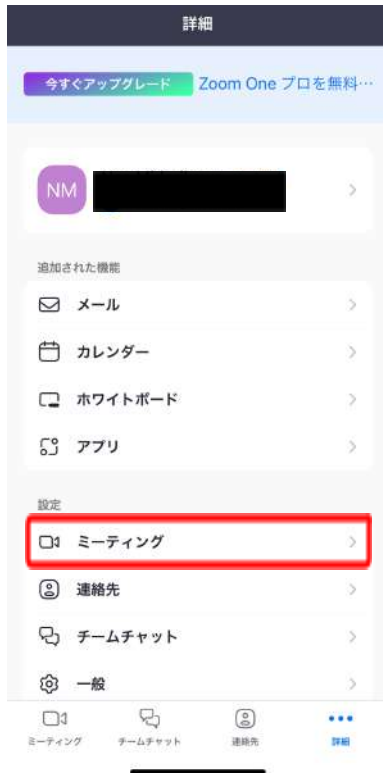 詳細
今すぐアップグレード Zoom One プロを無料…
NM
追加された機能
メール
カレンダー
ホワイトボード
アプリ
設定
ミーティング
連絡先
チームチャット
一般
ミーティング チームチャット 連絡先 詳細